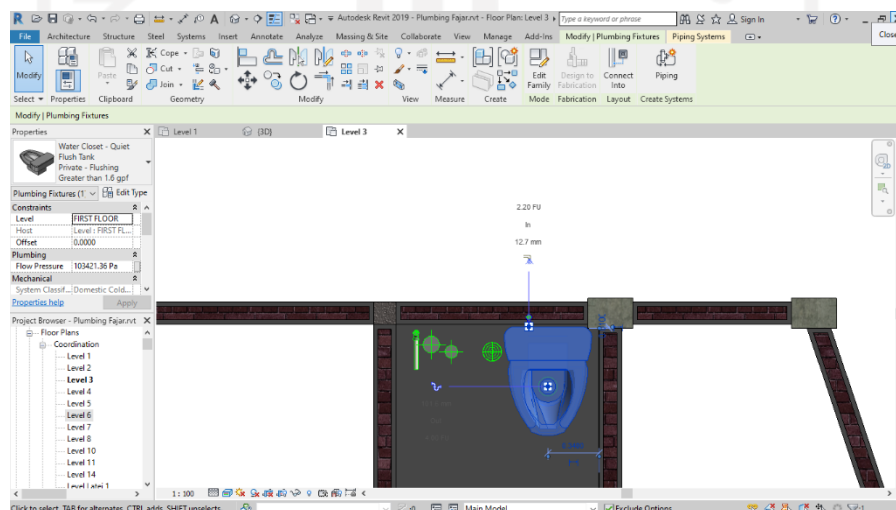 Autodesk Revit 2019 - Plumbing Fajar.rvt - Floor Plan: Level 3
Type a keyword or phrase
Sign In
File Architecture Structure Steel Systems Insert Annotate Analyze Massing & Site Collaborate View Manage Add-Ins Modify | Plumbing Fixtures Piping Systems
Close
Modify
Paste
Cope
Cut
Join
Edit Family
Design to Fabrication
Connect Into
Piping
Select Properties Clipboard Geometry Modify View Measure Create Mode Fabrication Layout Create Systems
Modify | Plumbing Fixtures
Properties X
Level 1
{3D}
Level 3 X
Water Closet - Quiet
Flush Tank
Private - Flushing
Greater than 1.6 gpf
Plumbing Fixtures (1 Edit Type
Constraints
Level FIRST FLOOR
Host Level : FIRST FL...
Offset 0.0000
Plumbing
Flow Pressure 103421.36 Pa
Mechanical
System Classif... Domestic Cold...
Properties help Apply
Project Browser - Plumbing Fajar.rvt X
Floor Plans
Coordination
Level 1
Level 2
Level 3
Level 4
Level 5
Level 6
Level 7
Level 8
Level 10
Level 11
Level 14
Level Latei 1
2.20 FU
In
12.7 mm
1 : 100
Click to select, TAB for alternates, CTRL adds, SHIFT unselects.
Main Model
Exclude Options